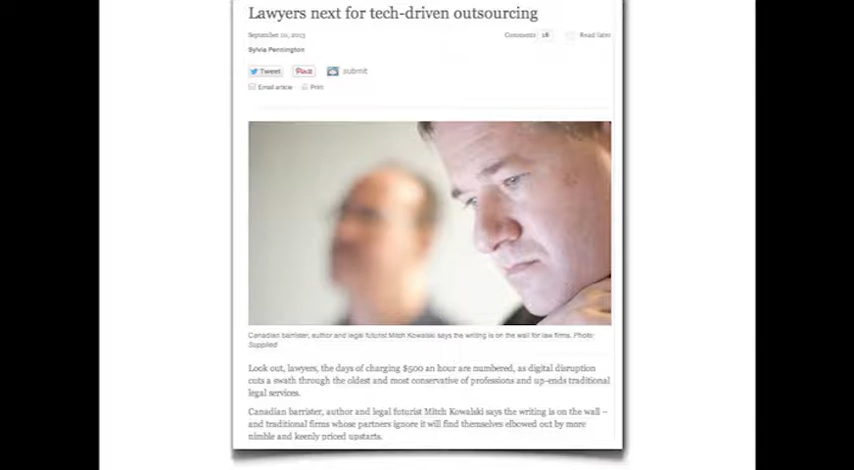 Lawyers next for tech-driven outsourcing
September 10, 2013
Comments 18
Read later
Sylvia Pennington
Tweet
Pin it
submit
Email article
Print
Canadian barrister, author and legal futurist Mitch Kowalski says the writing is on the wall for law firms. Photo:
Supplied
Look out, lawyers, the days of charging $500 an hour are numbered, as digital disruption
cuts a swath through the oldest and most conservative of professions and up-ends traditional
legal services.
Canadian barrister, author and legal futurist Mitch Kowalski says the writing is on the wall –
and traditional firms whose partners ignore it will find themselves elbowed out by more
nimble and keenly priced upstarts.